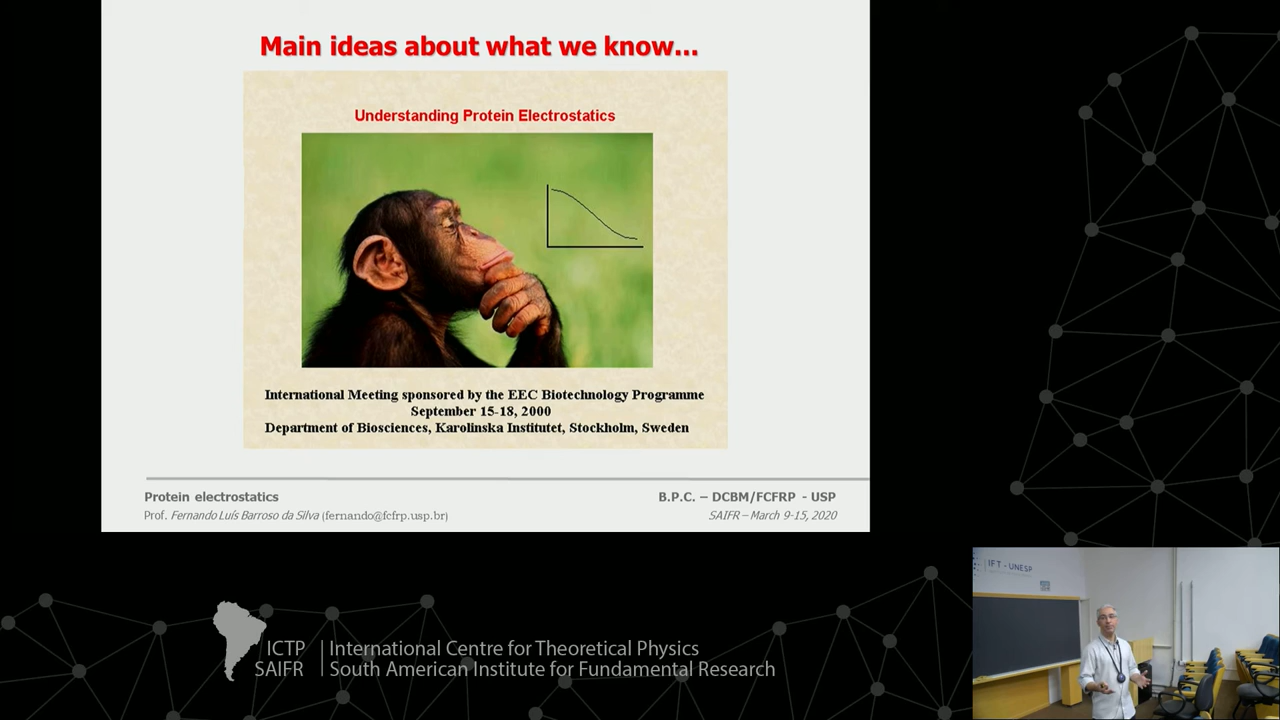 Main ideas about what we know...
Understanding Protein Electrostatics
International Meeting sponsored by the EEC Biotechnology Programme
September 15-18, 2000
Department of Biosciences, Karolinska Institutet, Stockholm, Sweden
Protein electrostatics
B.P.C. – DCBM/FCFRP - USP
Prof. Fernando Luís Barroso da Silva (fernando@fcfrp.usp.br)
SAIFR – March 9-15, 2020
IFT - UNESP
ICTP
SAIFR
International Centre for Theoretical Physics
South American Institute for Fundamental Research